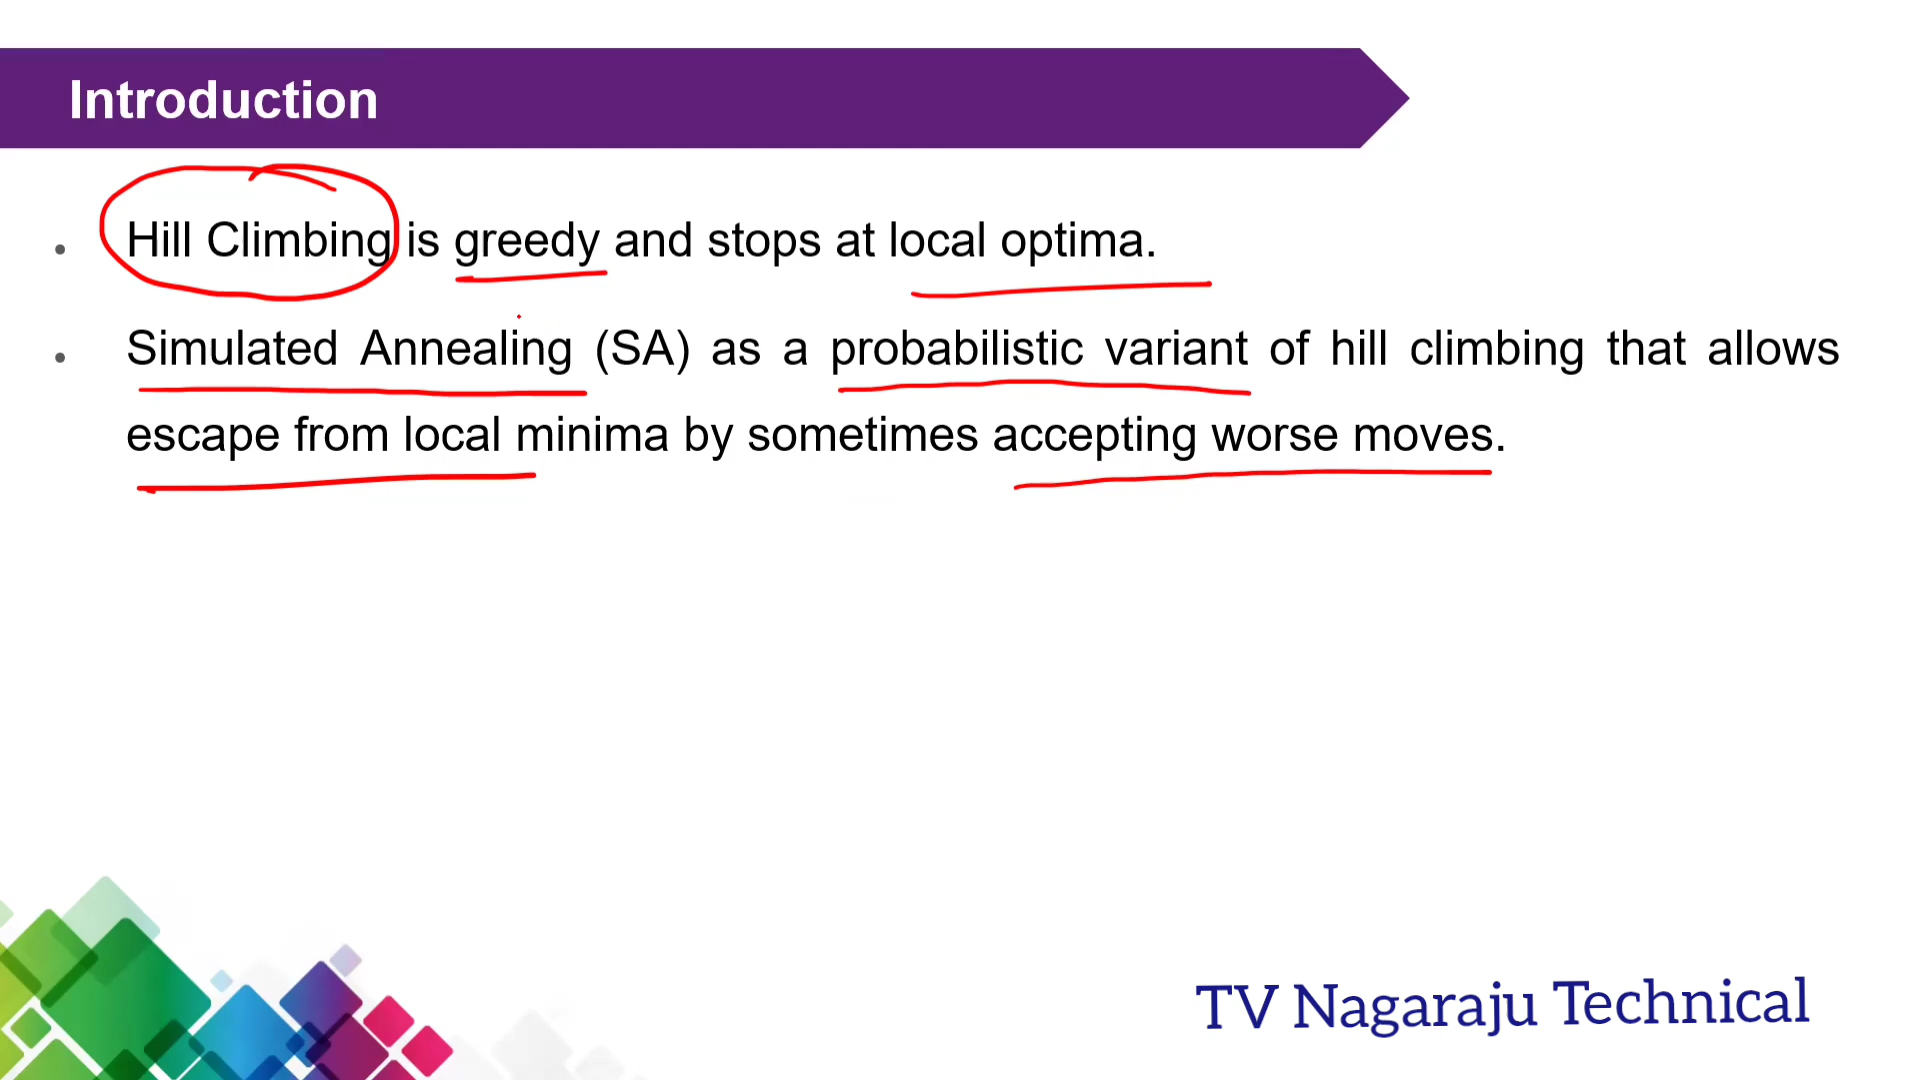 Introduction
• Hill Climbing is greedy and stops at local optima.
• Simulated Annealing (SA) as a probabilistic variant of hill climbing that allows
escape from local minima by sometimes accepting worse moves.
TV Nagaraju Technical